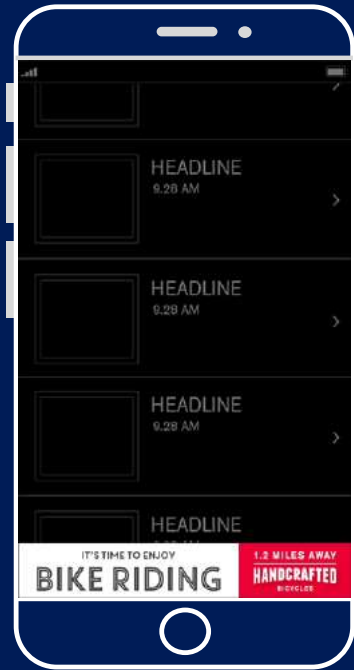 HEADLINE
9.28 AM
HEADLINE
9.28 AM
HEADLINE
9.28 AM
HEADLINE
IT'S TIME TO ENJOY
BIKE RIDING
1.2 MILES AWAY
HANDCRAFTED
BICYCLES